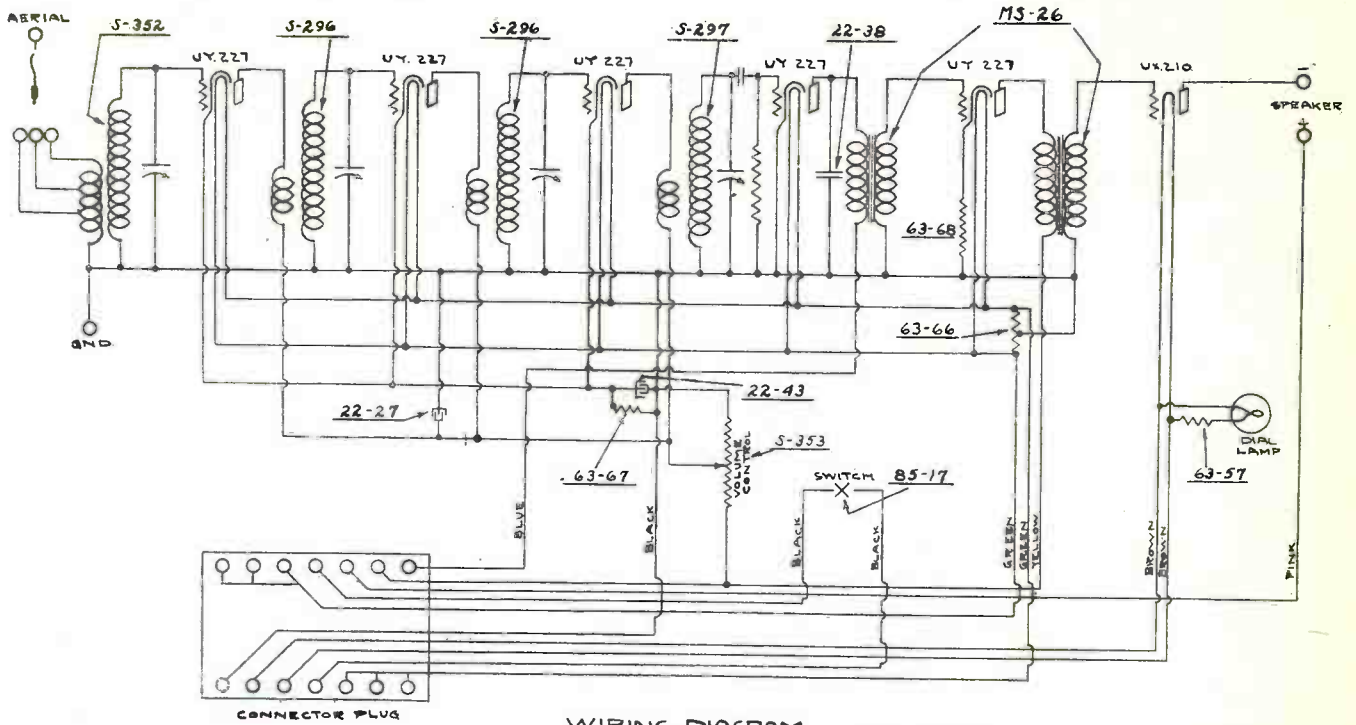 AERIAL
S-352
S-296
S-296
S-297
22-38
MS-26
UY.227
UY.227
UY 227
UY 227
UY 227
UX.210
-
SPEAKER
+
GND
63-68
63-66
22-43
22-27
63-67
S-353
VOLUME
CONTROL
SWITCH
85-17
DIAL
LAMP
63-57
BLUE
BLACK
BLACK
BLACK
GREEN
GREEN
YELLOW
BROWN
BROWN
PINK
CONNECTOR PLUG
WIRING DIAGRAM